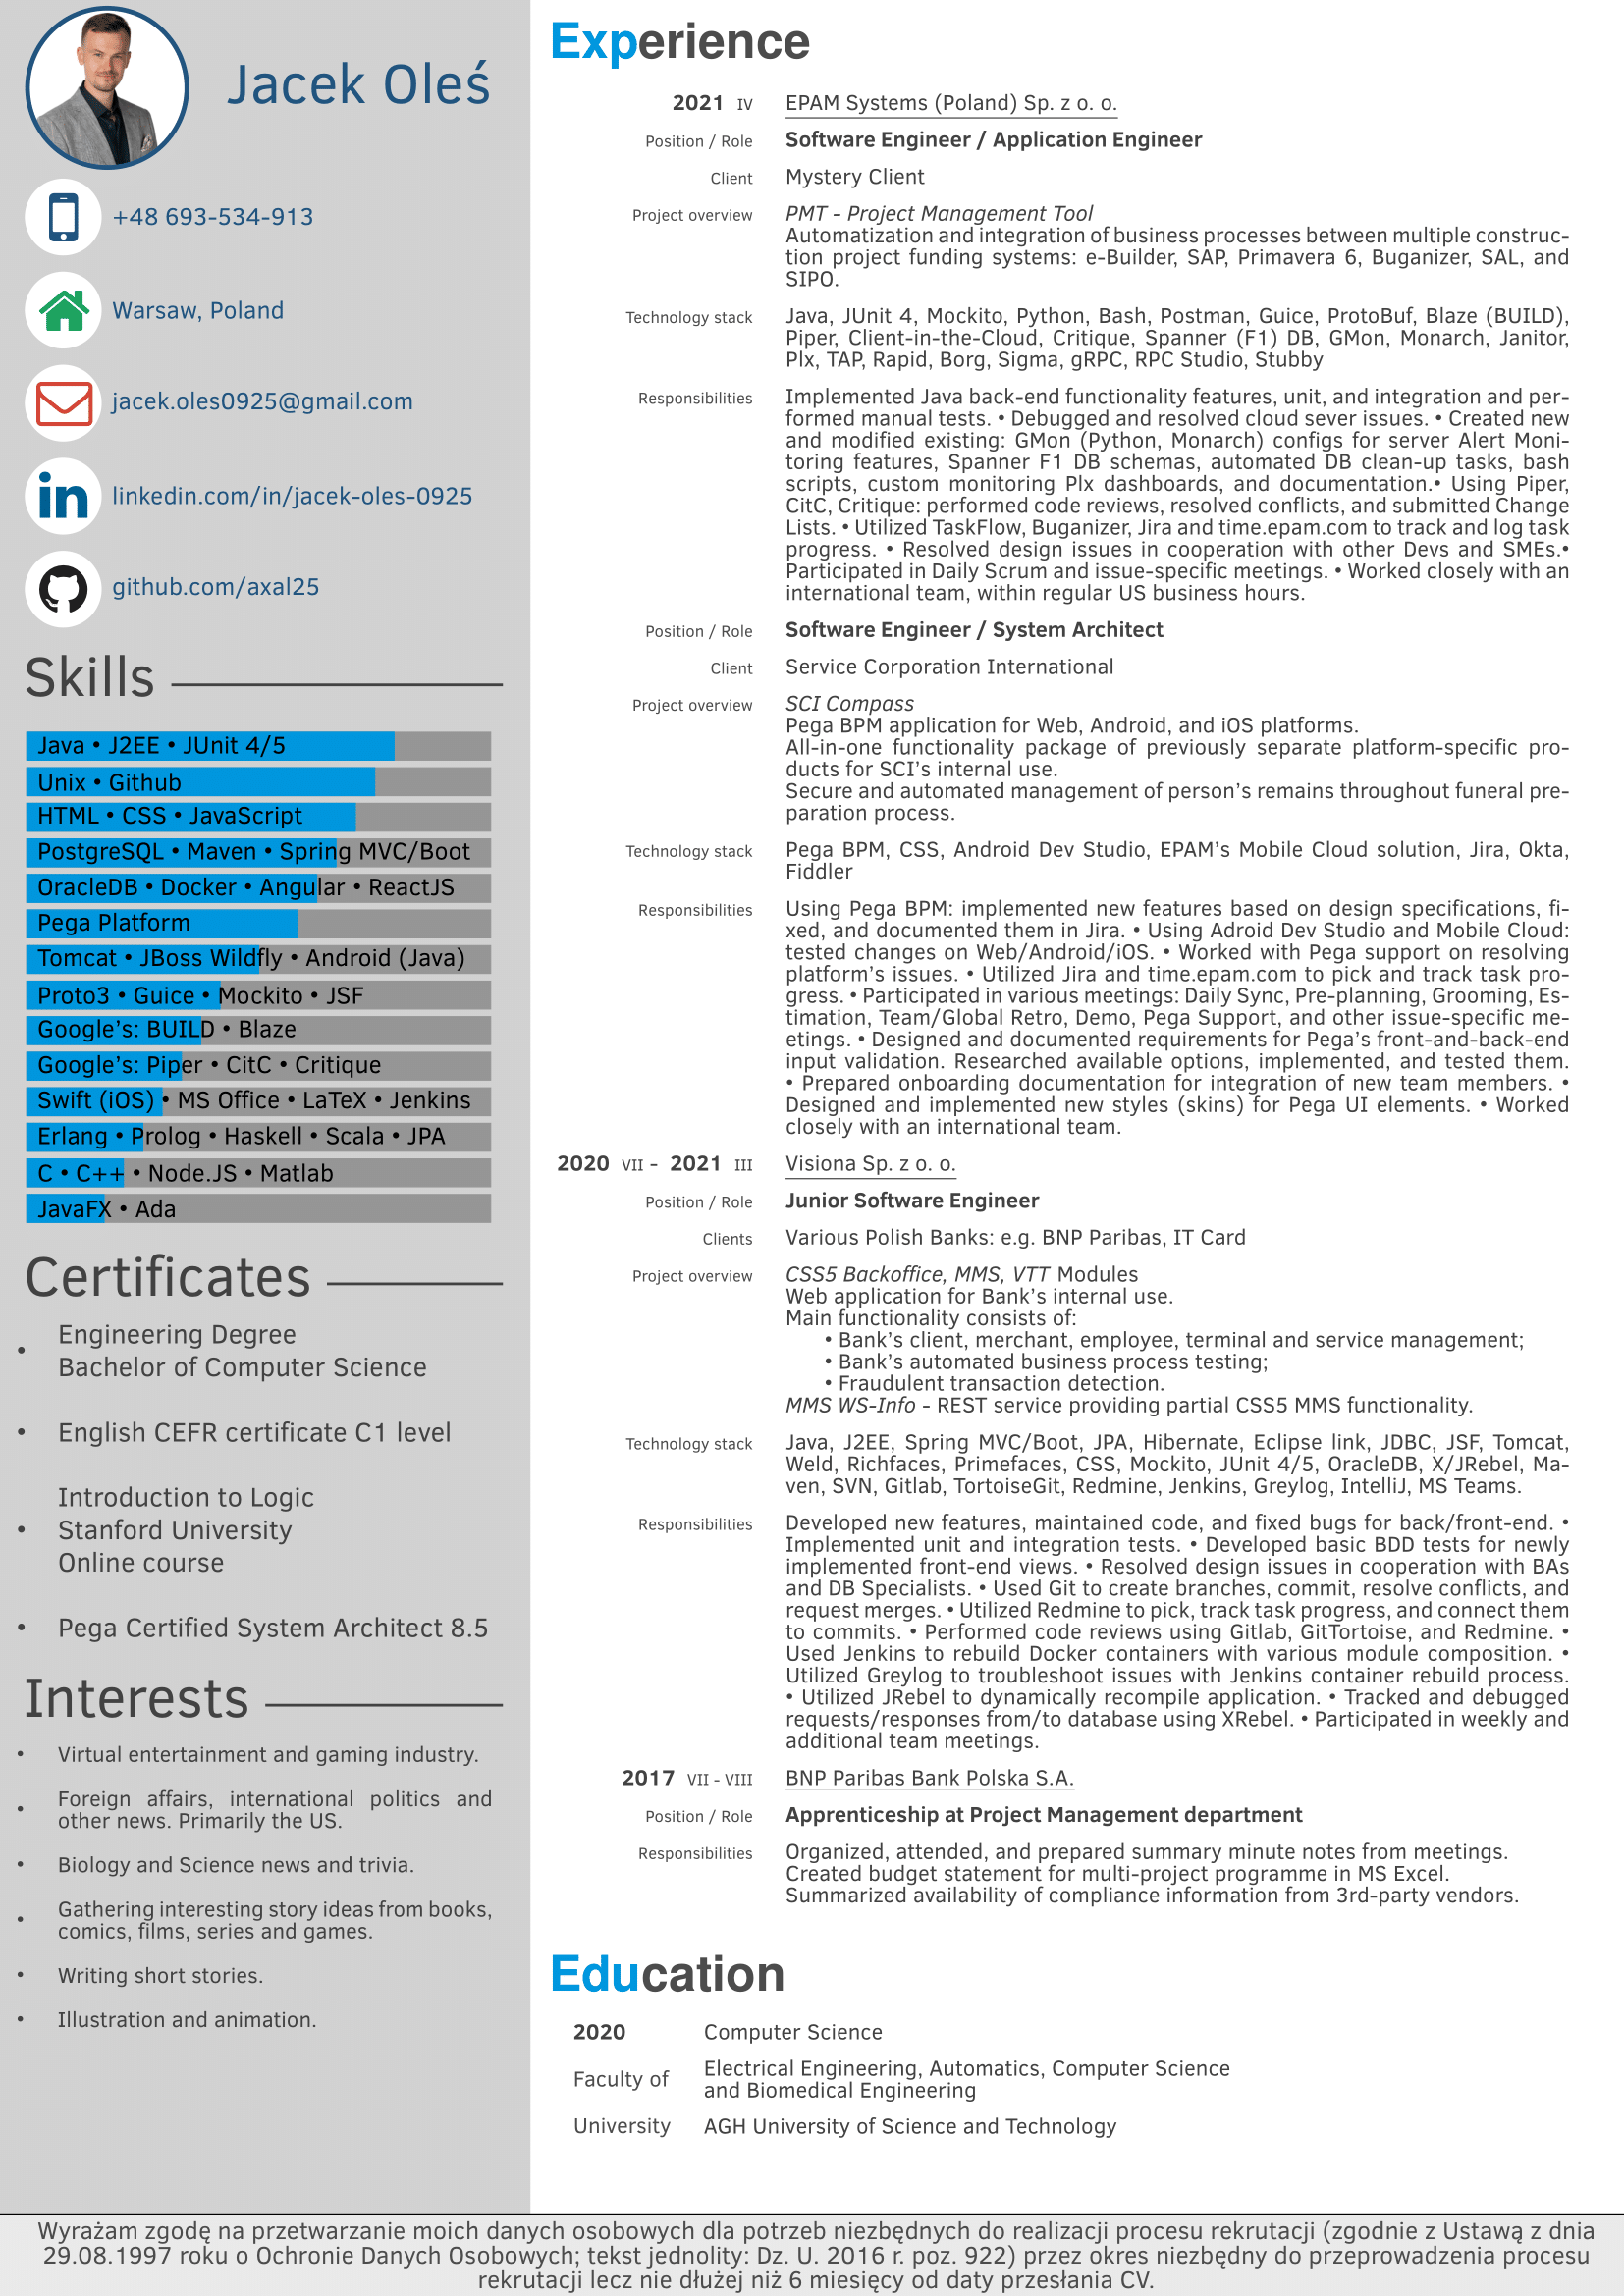 Jacek Oleś
+48 693-534-913
Warsaw, Poland
jacek.oles0925@gmail.com
linkedin.com/in/jacek-oles-0925
github.com/axal25
Skills
Java • J2EE • JUnit 4/5
Unix • Github
HTML • CSS • JavaScript
PostgreSQL • Maven • Spring MVC/Boot
OracleDB • Docker • Angular • ReactJS
Pega Platform
Tomcat • JBoss Wildfly • Android (Java)
Proto3 • Guice • Mockito • JSF
Google's: BUILD • Blaze
Google's: Piper • CitC • Critique
Swift (iOS) • MS Office • LaTeX • Jenkins
Erlang • Prolog • Haskell • Scala • JPA
C • C++ • Node.JS • Matlab
JavaFX • Ada
Certificates
Engineering Degree
• Bachelor of Computer Science
• English CEFR certificate C1 level
Introduction to Logic
• Stanford University
Online course
• Pega Certified System Architect 8.5
Interests
• Virtual entertainment and gaming industry.
• Foreign affairs, international politics and
other news. Primarily the US.
• Biology and Science news and trivia.
• Gathering interesting story ideas from books,
comics, films, series and games.
• Writing short stories.
• Illustration and animation.
Experience
2021 IV EPAM Systems (Poland) Sp. z o. o.
Position / Role Software Engineer / Application Engineer
Client Mystery Client
Project overview PMT - Project Management Tool
Automatization and integration of business processes between multiple construc-
tion project funding systems: e-Builder, SAP, Primavera 6, Buganizer, SAL, and
SIPO.
Technology stack Java, JUnit 4, Mockito, Python, Bash, Postman, Guice, ProtoBuf, Blaze (BUILD),
Piper, Client-in-the-Cloud, Critique, Spanner (F1) DB, GMon, Monarch, Janitor,
Plx, TAP, Rapid, Borg, Sigma, gRPC, RPC Studio, Stubby
Responsibilities Implemented Java back-end functionality features, unit, and integration and per-
formed manual tests. • Debugged and resolved cloud sever issues. • Created new
and modified existing: GMon (Python, Monarch) configs for server Alert Moni-
toring features, Spanner F1 DB schemas, automated DB clean-up tasks, bash
scripts, custom monitoring Plx dashboards, and documentation.• Using Piper,
CitC, Critique: performed code reviews, resolved conflicts, and submitted Change
Lists. • Utilized TaskFlow, Buganizer, Jira and time.epam.com to track and log task
progress. • Resolved design issues in cooperation with other Devs and SMEs.•
Participated in Daily Scrum and issue-specific meetings. • Worked closely with an
international team, within regular US business hours.
Position / Role Software Engineer / System Architect
Client Service Corporation International
Project overview SCI Compass
Pega BPM application for Web, Android, and iOS platforms.
All-in-one functionality package of previously separate platform-specific pro-
ducts for SCI's internal use.
Secure and automated management of person's remains throughout funeral pre-
paration process.
Technology stack Pega BPM, CSS, Android Dev Studio, EPAM's Mobile Cloud solution, Jira, Okta,
Fiddler
Responsibilities Using Pega BPM: implemented new features based on design specifications, fi-
xed, and documented them in Jira. • Using Adroid Dev Studio and Mobile Cloud:
tested changes on Web/Android/iOS. • Worked with Pega support on resolving
platform's issues. • Utilized Jira and time.epam.com to pick and track task pro-
gress. • Participated in various meetings: Daily Sync, Pre-planning, Grooming, Es-
timation, Team/Global Retro, Demo, Pega Support, and other issue-specific me-
etings. • Designed and documented requirements for Pega's front-and-back-end
input validation. Researched available options, implemented, and tested them.
• Prepared onboarding documentation for integration of new team members. •
Designed and implemented new styles (skins) for Pega UI elements. • Worked
closely with an international team.
2020 VII - 2021 III Visiona Sp. z o. o.
Position / Role Junior Software Engineer
Clients Various Polish Banks: e.g. BNP Paribas, IT Card
Project overview CSS5 Backoffice, MMS, VTT Modules
Web application for Bank's internal use.
Main functionality consists of:
• Bank's client, merchant, employee, terminal and service management;
• Bank's automated business process testing;
• Fraudulent transaction detection.
MMS WS-Info - REST service providing partial CSS5 MMS functionality.
Technology stack Java, J2EE, Spring MVC/Boot, JPA, Hibernate, Eclipse link, JDBC, JSF, Tomcat,
Weld, Richfaces, Primefaces, CSS, Mockito, JUnit 4/5, OracleDB, X/JRebel, Ma-
ven, SVN, Gitlab, TortoiseGit, Redmine, Jenkins, Greylog, IntelliJ, MS Teams.
Responsibilities Developed new features, maintained code, and fixed bugs for back/front-end. •
Implemented unit and integration tests. • Developed basic BDD tests for newly
implemented front-end views. • Resolved design issues in cooperation with BAs
and DB Specialists. • Used Git to create branches, commit, resolve conflicts, and
request merges. • Utilized Redmine to pick, track task progress, and connect them
to commits. • Performed code reviews using Gitlab, GitTortoise, and Redmine. •
Used Jenkins to rebuild Docker containers with various module composition. •
Utilized Greylog to troubleshoot issues with Jenkins container rebuild process.
• Utilized JRebel to dynamically recompile application. • Tracked and debugged
requests/responses from/to database using XRebel. • Participated in weekly and
additional team meetings.
2017 VII - VIII BNP Paribas Bank Polska S.A.
Position / Role Apprenticeship at Project Management department
Responsibilities Organized, attended, and prepared summary minute notes from meetings.
Created budget statement for multi-project programme in MS Excel.
Summarized availability of compliance information from 3rd-party vendors.
Education
2020 Computer Science
Faculty of Electrical Engineering, Automatics, Computer Science
and Biomedical Engineering
University AGH University of Science and Technology
Wyrażam zgodę na przetwarzanie moich danych osobowych dla potrzeb niezbędnych do realizacji procesu rekrutacji (zgodnie z Ustawą z dnia
29.08.1997 roku o Ochronie Danych Osobowych; tekst jednolity: Dz. U. 2016 r. poz. 922) przez okres niezbędny do przeprowadzenia procesu
rekrutacji lecz nie dłużej niż 6 miesięcy od daty przesłania CV.